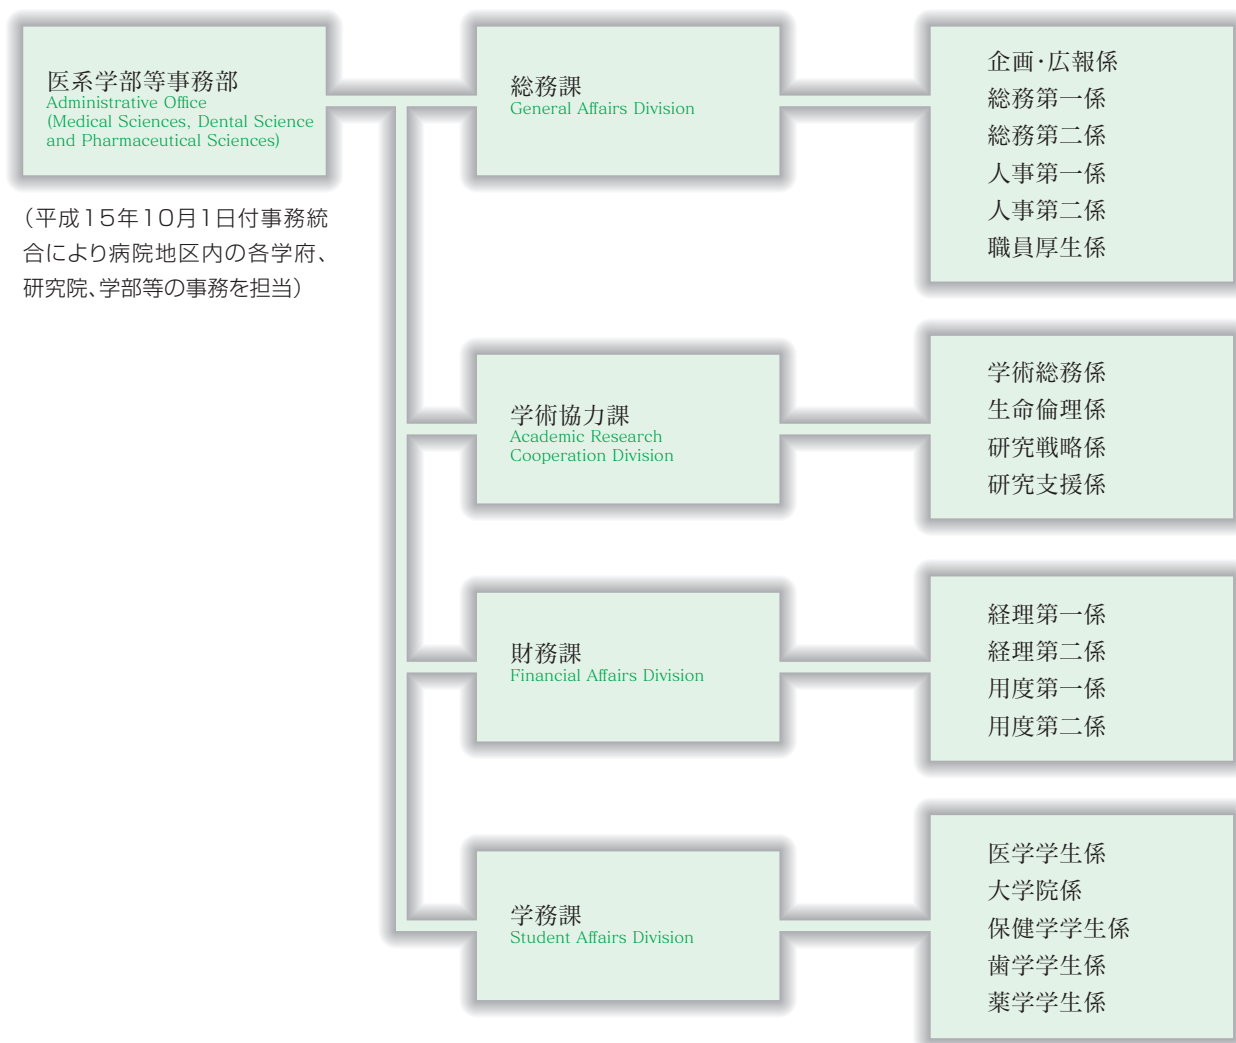 医系学部等事務部
Administrative Office
(Medical Sciences, Dental Science
and Pharmaceutical Sciences)
(平成15年10月1日付事務統
合により病院地区内の各学府、
研究院、学部等の事務を担当)
総務課
General Affairs Division
企画・広報係
総務第一係
総務第二係
人事第一係
人事第二係
職員厚生係
学術協力課
Academic Research
Cooperation Division
学術総務係
生命倫理係
研究戦略係
研究支援係
財務課
Financial Affairs Division
経理第一係
経理第二係
用度第一係
用度第二係
学務課
Student Affairs Division
医学学生係
大学院係
保健学学生係
歯学学生係
薬学学生係